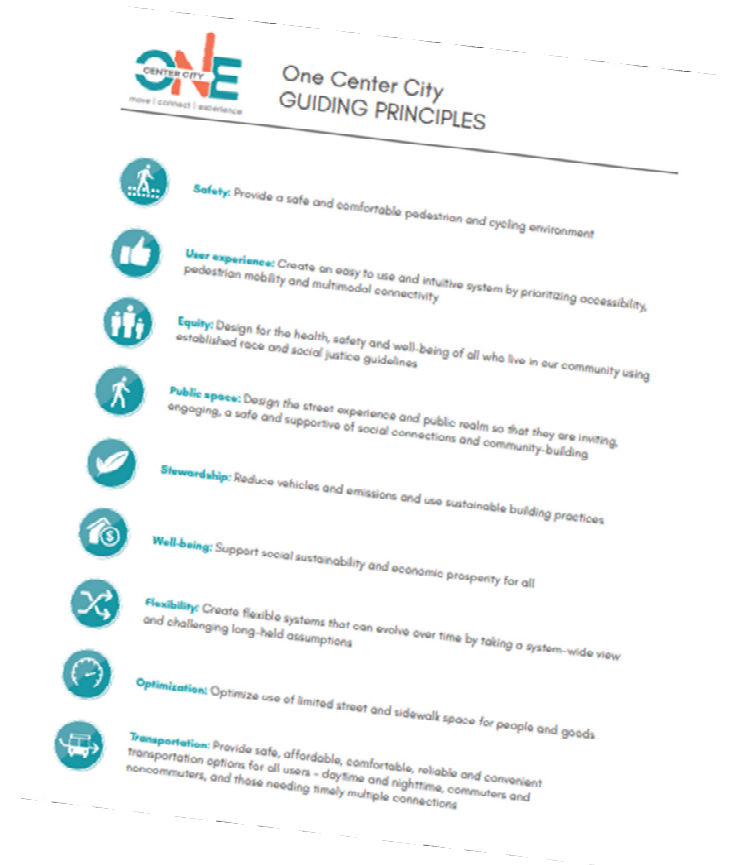 ONE
CENTER CITY
move | connect | experience
One Center City
GUIDING PRINCIPLES
Safety: Provide a safe and comfortable pedestrian and cycling environment
User experience: Create an easy to use and intuitive system by prioritizing accessibility,
pedestrian mobility and multimodal connectivity
Equity: Design for the health, safety and well-being of all who live in our community using
established race and social justice guidelines
Public space: Design the street experience and public realm so that they are inviting,
engaging, a safe and supportive of social connections and community-building
Stewardship: Reduce vehicles and emissions and use sustainable building practices
Well-being: Support social sustainability and economic prosperity for all
Flexibility: Create flexible systems that can evolve over time by taking a system-wide view
and challenging long-held assumptions
Optimization: Optimize use of limited street and sidewalk space for people and goods
Transportation: Provide safe, affordable, comfortable, reliable and convenient
transportation options for all users - daytime and nighttime, commuters and
noncommuters, and those needing timely multiple connections